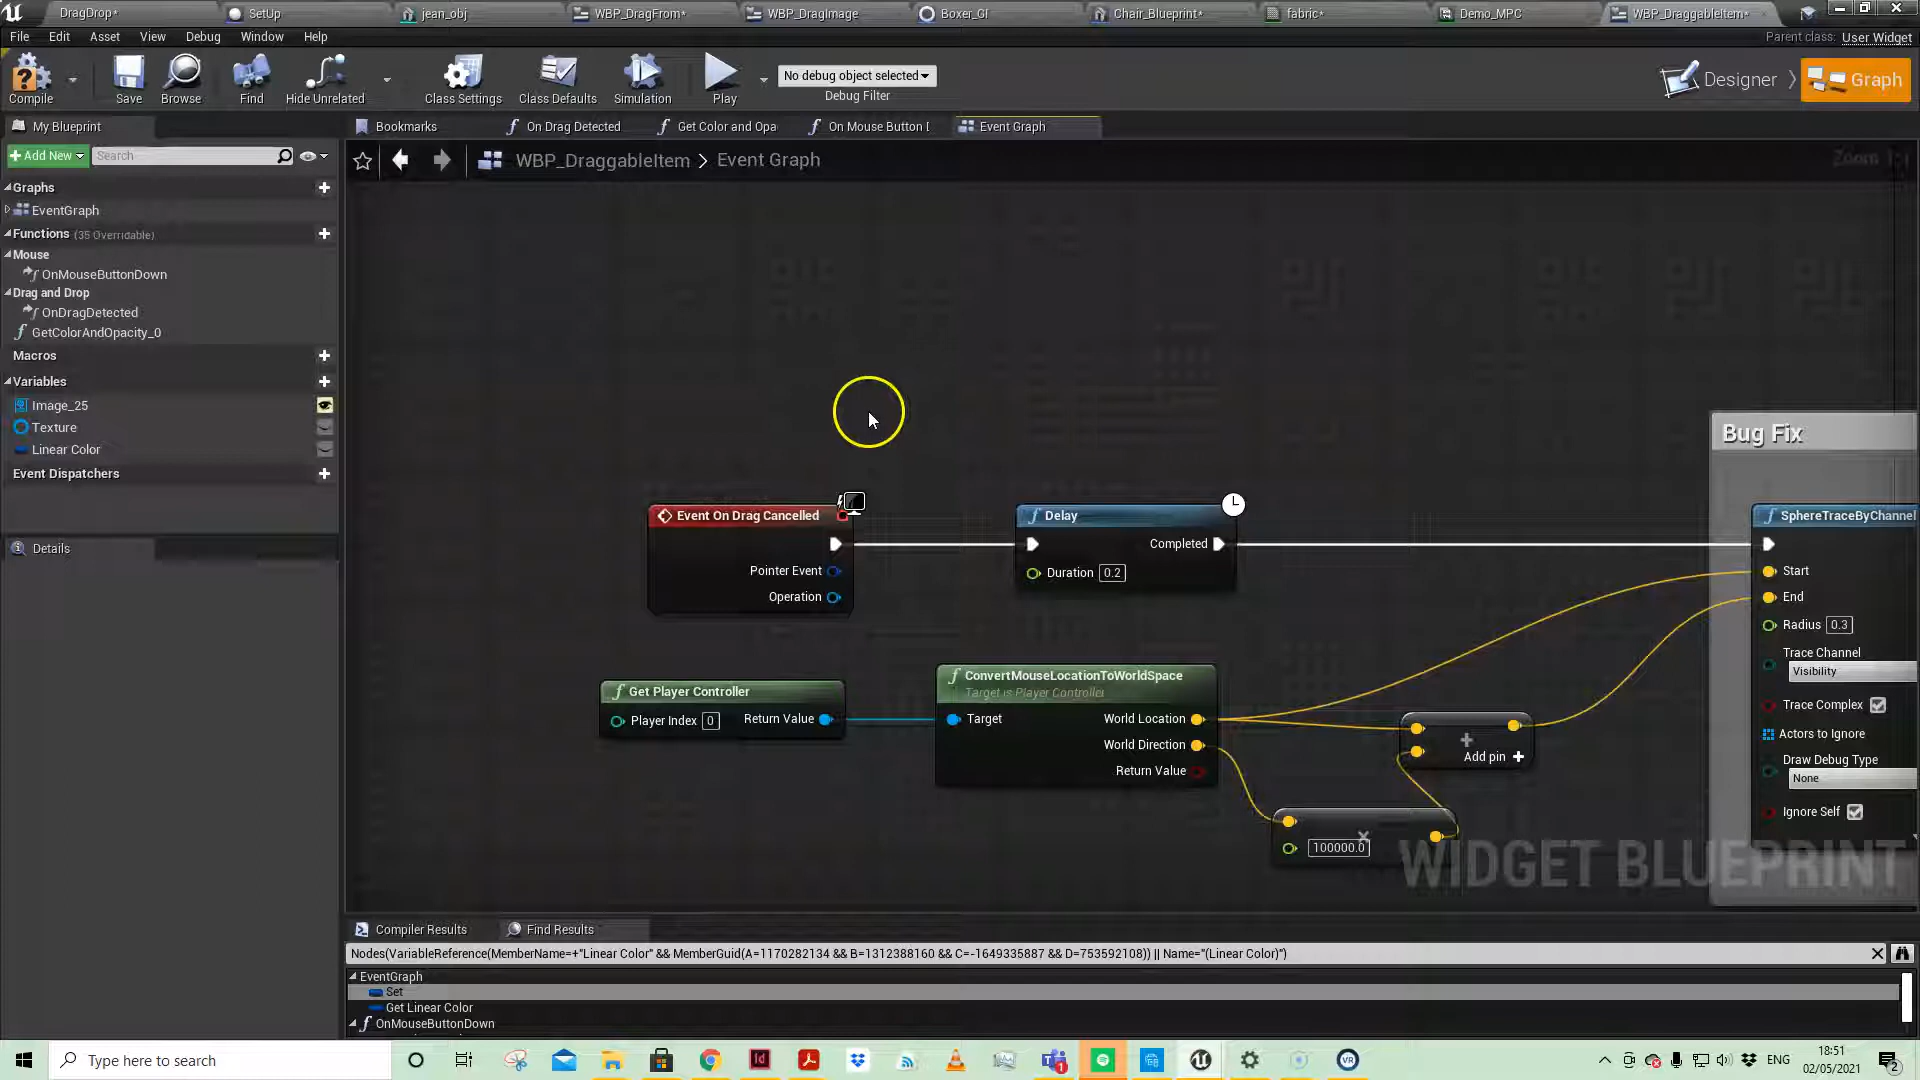 DragDrop*
SetUp
jean_obj
WBP_DragFrom*
WBP_DragImage
Boxer_GI
Chair_Blueprint*
fabric*
Demo_MPC
WBP_DraggableItem*
File Edit Asset View Debug Window Help
Parent class: User Widget
Compile
Save
Browse
Find
Hide Unrelated
Class Settings
Class Defaults
Simulation
Play
No debug object selected
Debug Filter
Designer
Graph
My Blueprint
Bookmarks
On Drag Detected
Get Color and Opa
On Mouse Button D
Event Graph
+Add New
Search
WBP_DraggableItem > Event Graph
Graphs
EventGraph
Functions (35 Overridable)
Mouse
OnMouseButtonDown
Drag and Drop
OnDragDetected
GetColorAndOpacity_0
Macros
Variables
Image_25
Texture
Linear Color
Event Dispatchers
Details
Bug Fix
Event On Drag Cancelled
Pointer Event
Operation
Delay
Completed
Duration 0.2
SphereTraceByChannel
Start
End
Radius 0.3
Trace Channel
Visibility
Trace Complex
Actors to Ignore
Draw Debug Type
None
Ignore Self
Get Player Controller
Player Index 0 Return Value
ConvertMouseLocationToWorldSpace
Target is Player Controller
Target World Location
World Direction
Return Value
Add pin +
100000.0
WIDGET BLUEPRINT
Compiler Results
Find Results
Nodes(VariableReference(MemberName=+"Linear Color" && MemberGuid(A=1170282134 && B=1312388160 && C=-1649335887 && D=753592108)) || Name="(Linear Color)")
EventGraph
Set
Get Linear Color
OnMouseButtonDown
Type here to search
ENG
18:51
02/05/2021